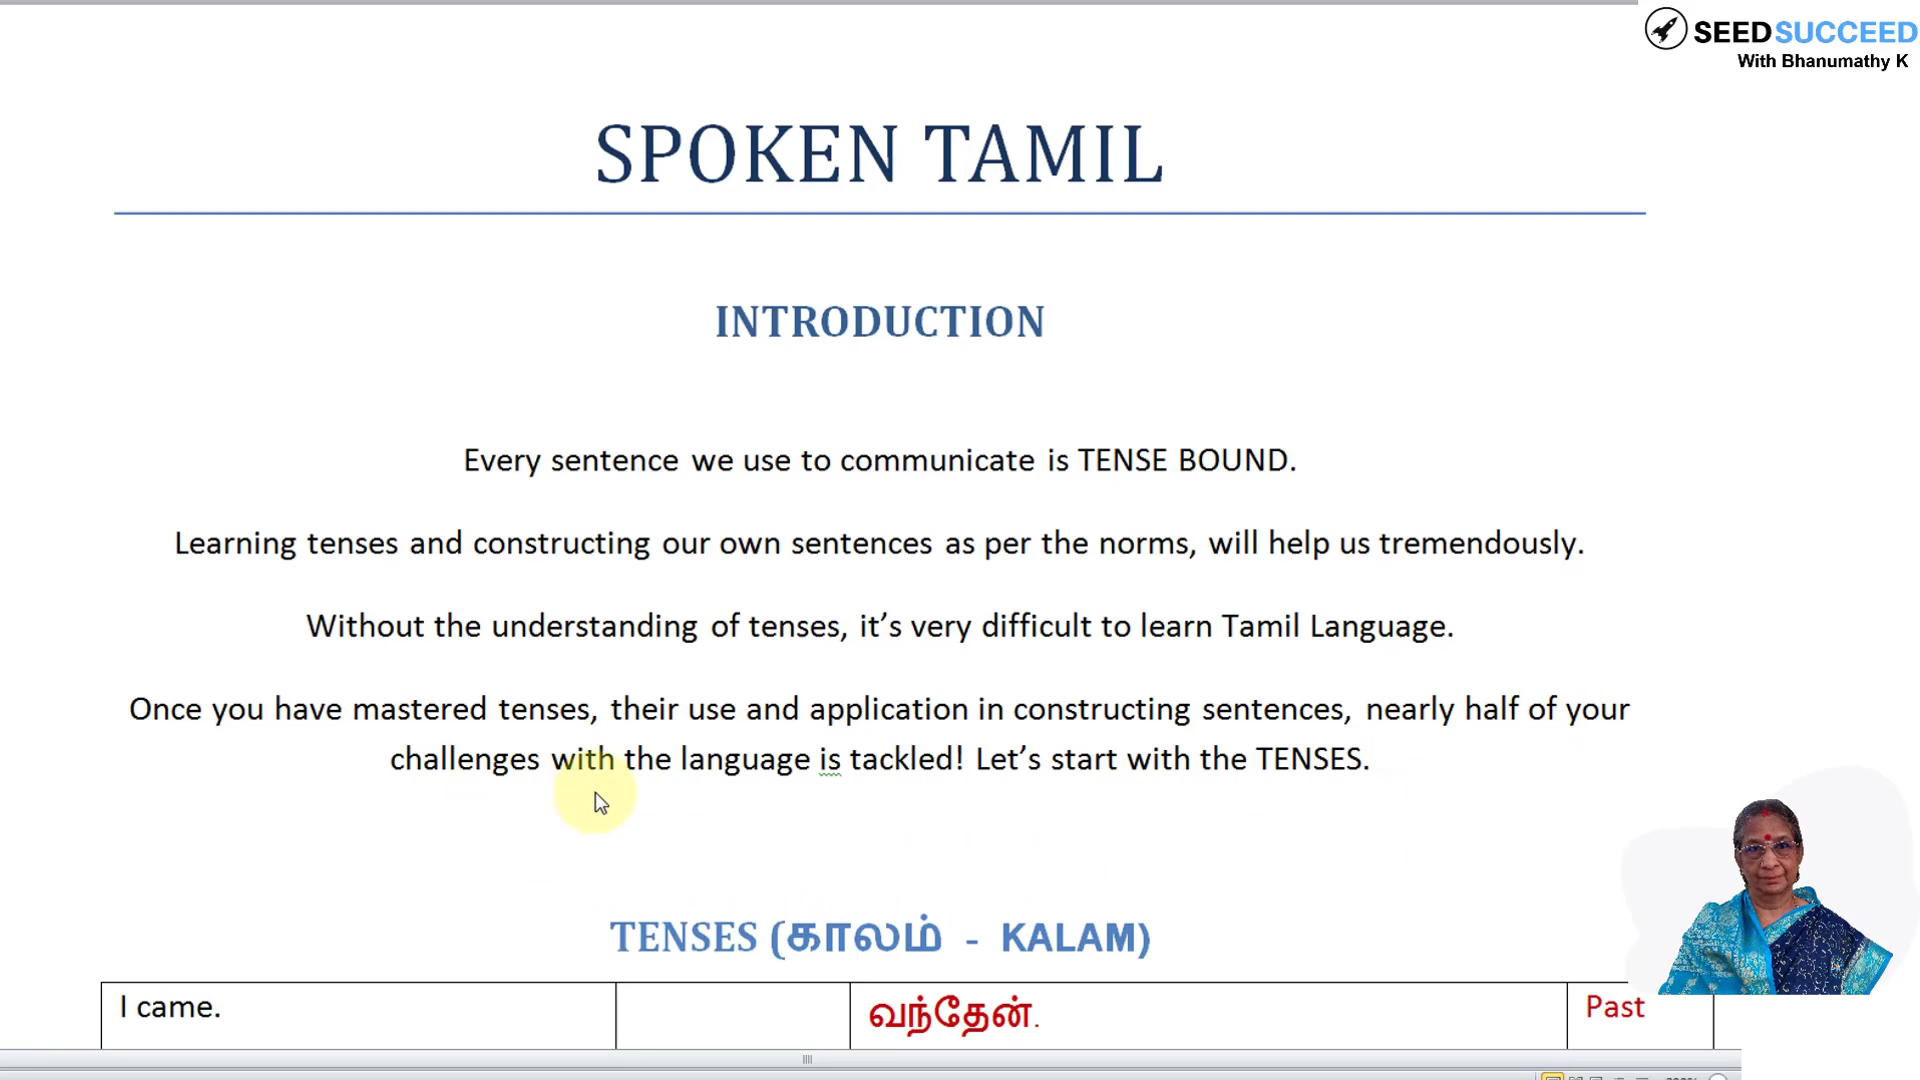 SEEDSUCCEED
With Bhanumathy K
SPOKEN TAMIL
INTRODUCTION
Every sentence we use to communicate is TENSE BOUND.
Learning tenses and constructing our own sentences as per the norms, will help us tremendously.
Without the understanding of tenses, it’s very difficult to learn Tamil Language.
Once you have mastered tenses, their use and application in constructing sentences, nearly half of your
challenges with the language is tackled! Let’s start with the TENSES.
TENSES (காலம் - KALAM)
I came. வந்தேன். Past